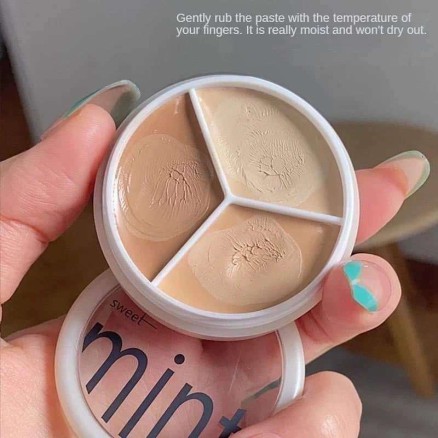 Gently rub the paste with the temperature of
your fingers. It is really moist and won't dry out.
sweet
mint